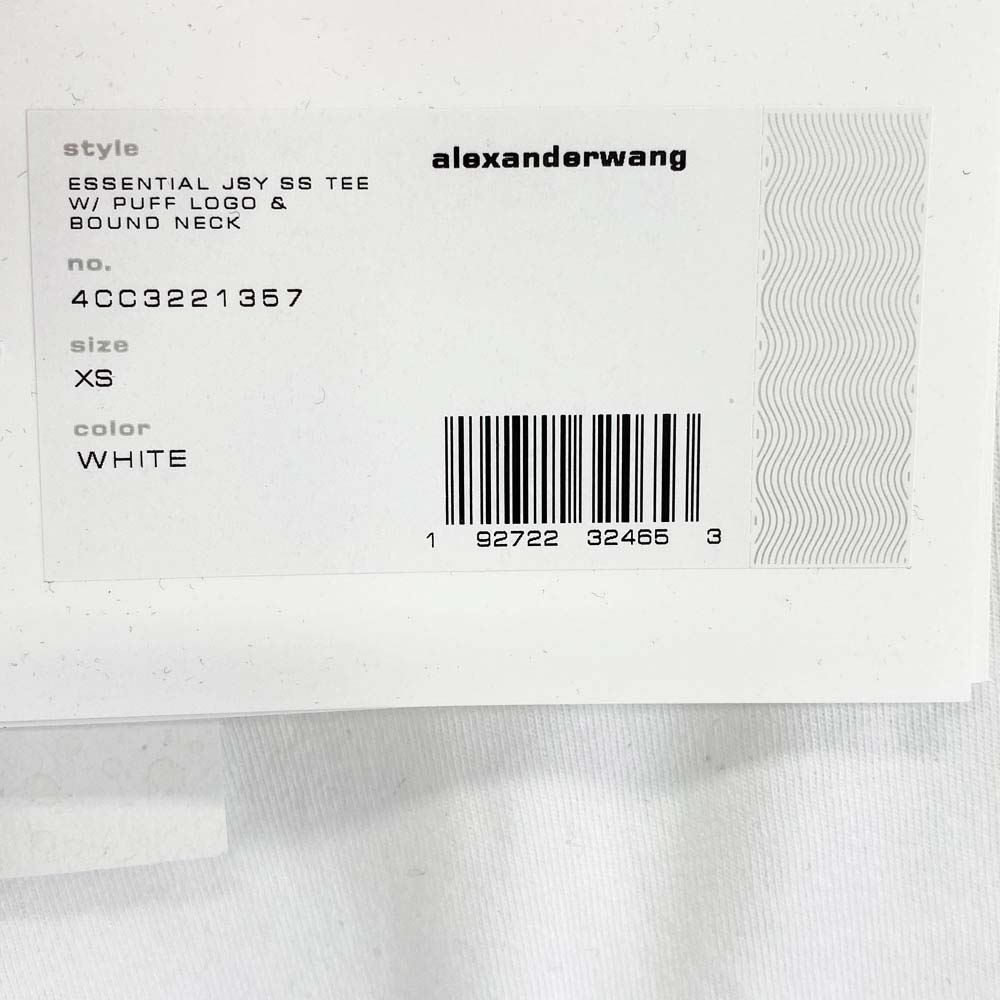 style
ESSENTIAL JSY SS TEE
W/ PUFF LOGO &
BOUND NECK
no.
4CC3221357
size
XS
color
WHITE
alexanderwang
1 92722 32465 3